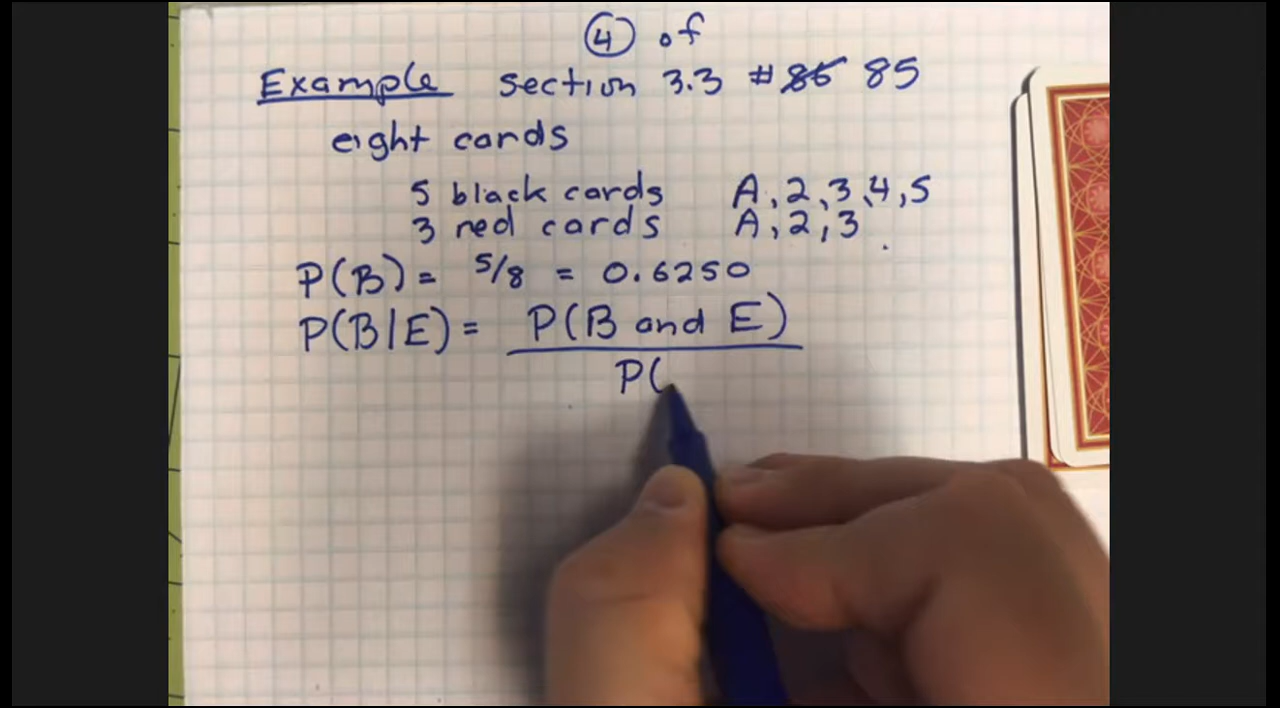 ④ of
Example Section 3.3 # 86 85
eight cards
5 black cards A, 2, 3, 4, 5
3 red cards A, 2, 3
P(B) = 5/8 = 0.6250
P(B|E) = P(B and E)
P(